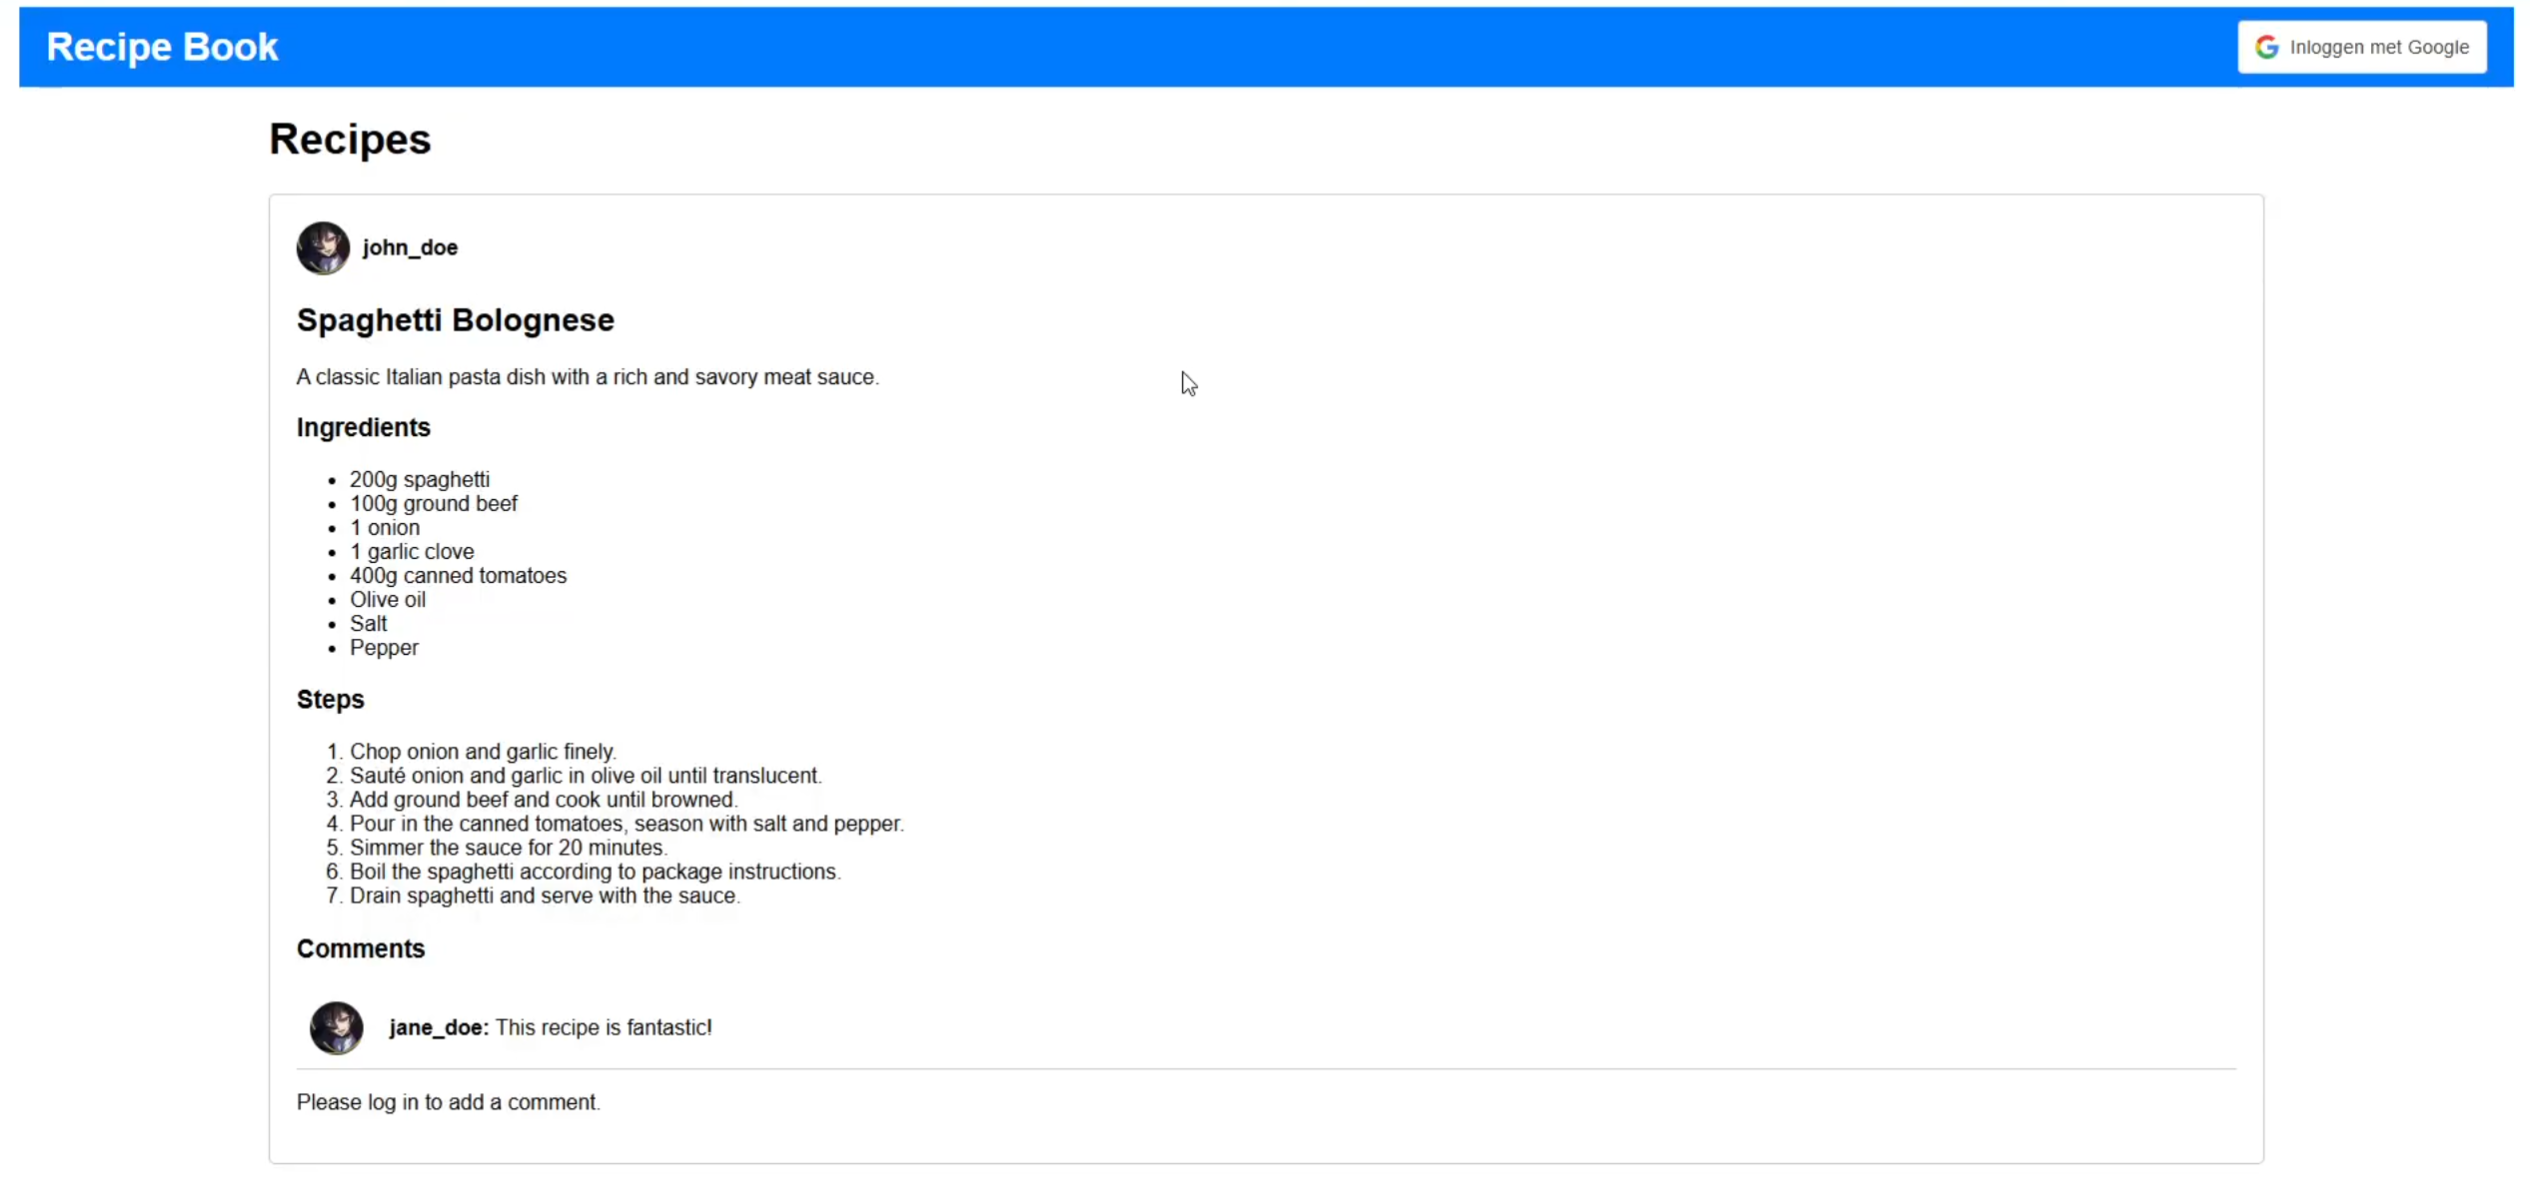 Recipe Book
Inloggen met Google
Recipes
john_doe
Spaghetti Bolognese
A classic Italian pasta dish with a rich and savory meat sauce.
Ingredients
• 200g spaghetti
• 100g ground beef
• 1 onion
• 1 garlic clove
• 400g canned tomatoes
• Olive oil
• Salt
• Pepper
Steps
1. Chop onion and garlic finely.
2. Sauté onion and garlic in olive oil until translucent.
3. Add ground beef and cook until browned.
4. Pour in the canned tomatoes, season with salt and pepper.
5. Simmer the sauce for 20 minutes.
6. Boil the spaghetti according to package instructions.
7. Drain spaghetti and serve with the sauce.
Comments
jane_doe: This recipe is fantastic!
Please log in to add a comment.